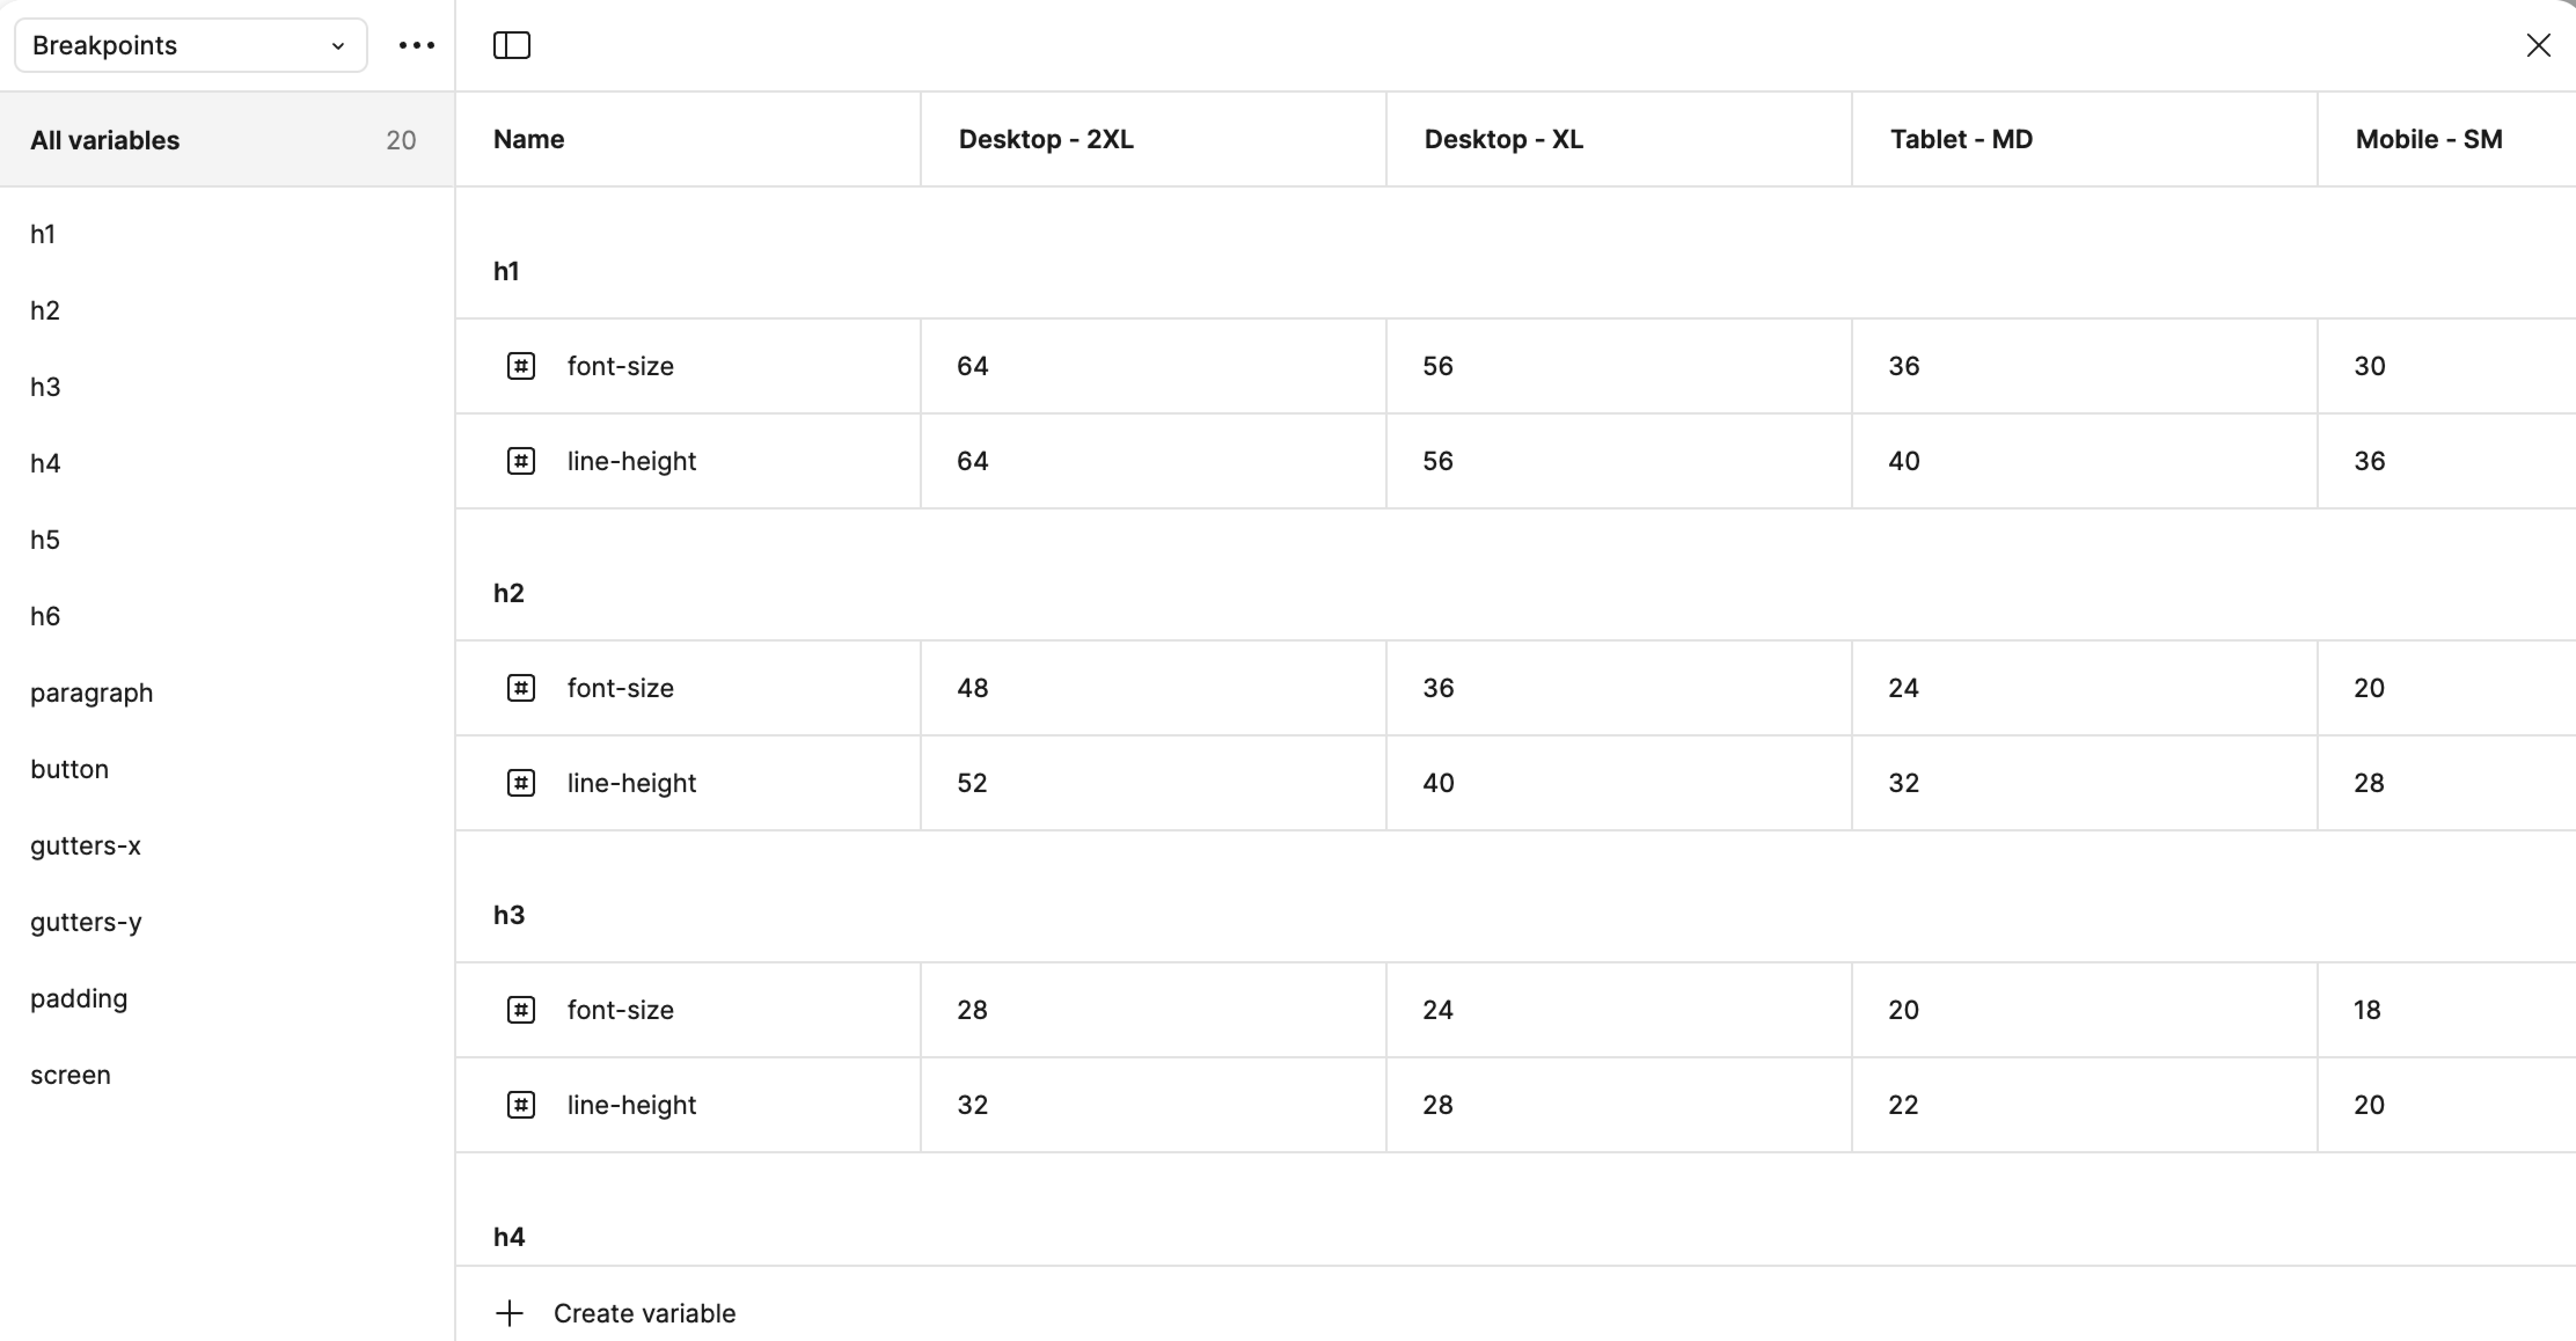 Breakpoints
All variables 20
h1
h2
h3
h4
h5
h6
paragraph
button
gutters-x
gutters-y
padding
screen
Name Desktop - 2XL Desktop - XL Tablet - MD Mobile - SM
h1
font-size 64 56 36 30
line-height 64 56 40 36
h2
font-size 48 36 24 20
line-height 52 40 32 28
h3
font-size 28 24 20 18
line-height 32 28 22 20
h4
Create variable